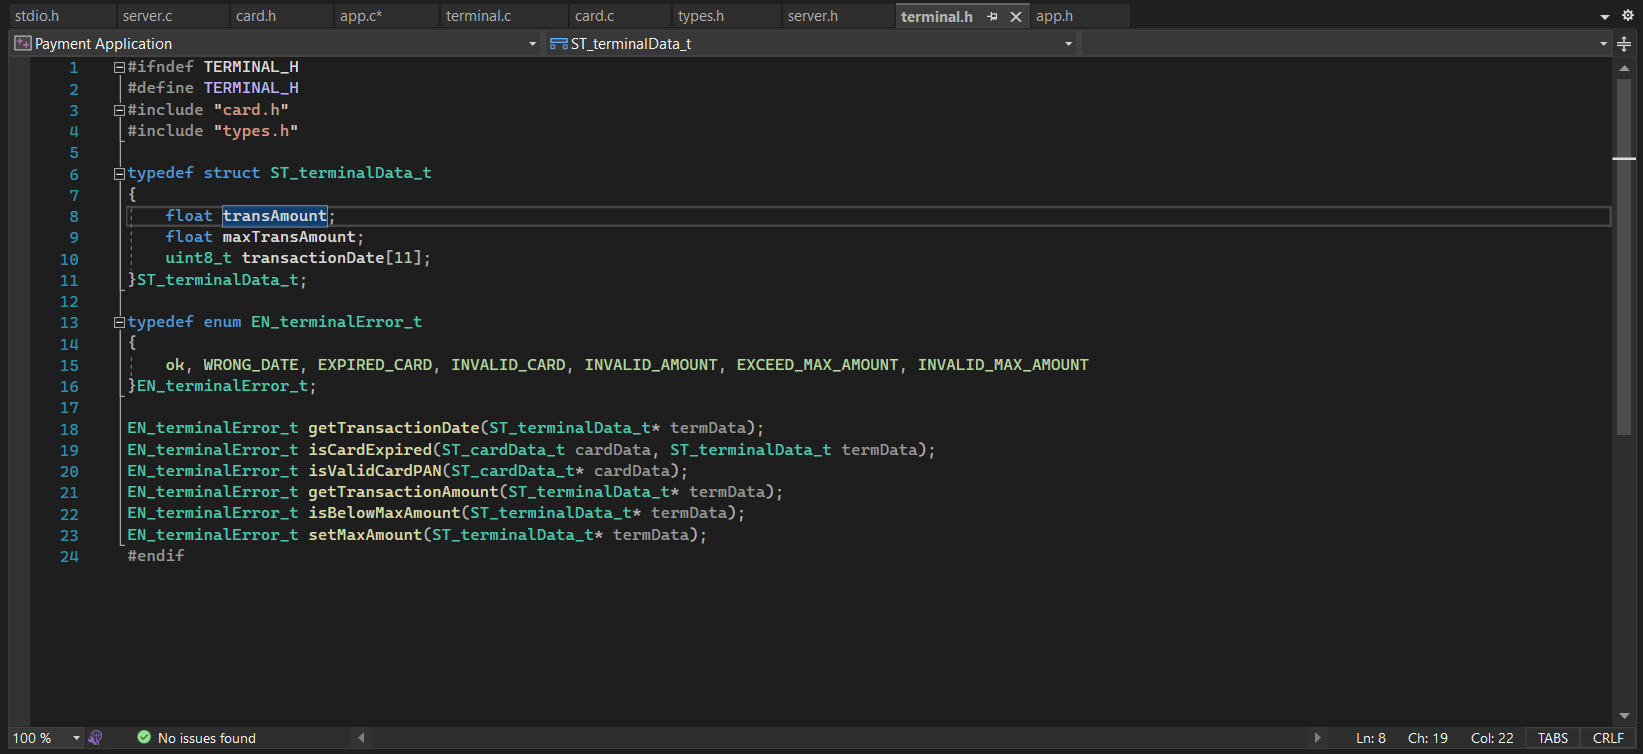 stdio.h server.c card.h app.c* terminal.c card.c types.h server.h terminal.h app.h
Payment Application ST_terminalData_t
1 #ifndef TERMINAL_H
2 #define TERMINAL_H
3 #include "card.h"
4 #include "types.h"
5
6 typedef struct ST_terminalData_t
7 {
8 float transAmount;
9 float maxTransAmount;
10 uint8_t transactionDate[11];
11 }ST_terminalData_t;
12
13 typedef enum EN_terminalError_t
14 {
15 ok, WRONG_DATE, EXPIRED_CARD, INVALID_CARD, INVALID_AMOUNT, EXCEED_MAX_AMOUNT, INVALID_MAX_AMOUNT
16 }EN_terminalError_t;
17
18 EN_terminalError_t getTransactionDate(ST_terminalData_t* termData);
19 EN_terminalError_t isCardExpired(ST_cardData_t cardData, ST_terminalData_t termData);
20 EN_terminalError_t isValidCardPAN(ST_cardData_t* cardData);
21 EN_terminalError_t getTransactionAmount(ST_terminalData_t* termData);
22 EN_terminalError_t isBelowMaxAmount(ST_terminalData_t* termData);
23 EN_terminalError_t setMaxAmount(ST_terminalData_t* termData);
24 #endif
100 % No issues found Ln: 8 Ch: 19 Col: 22 TABS CRLF